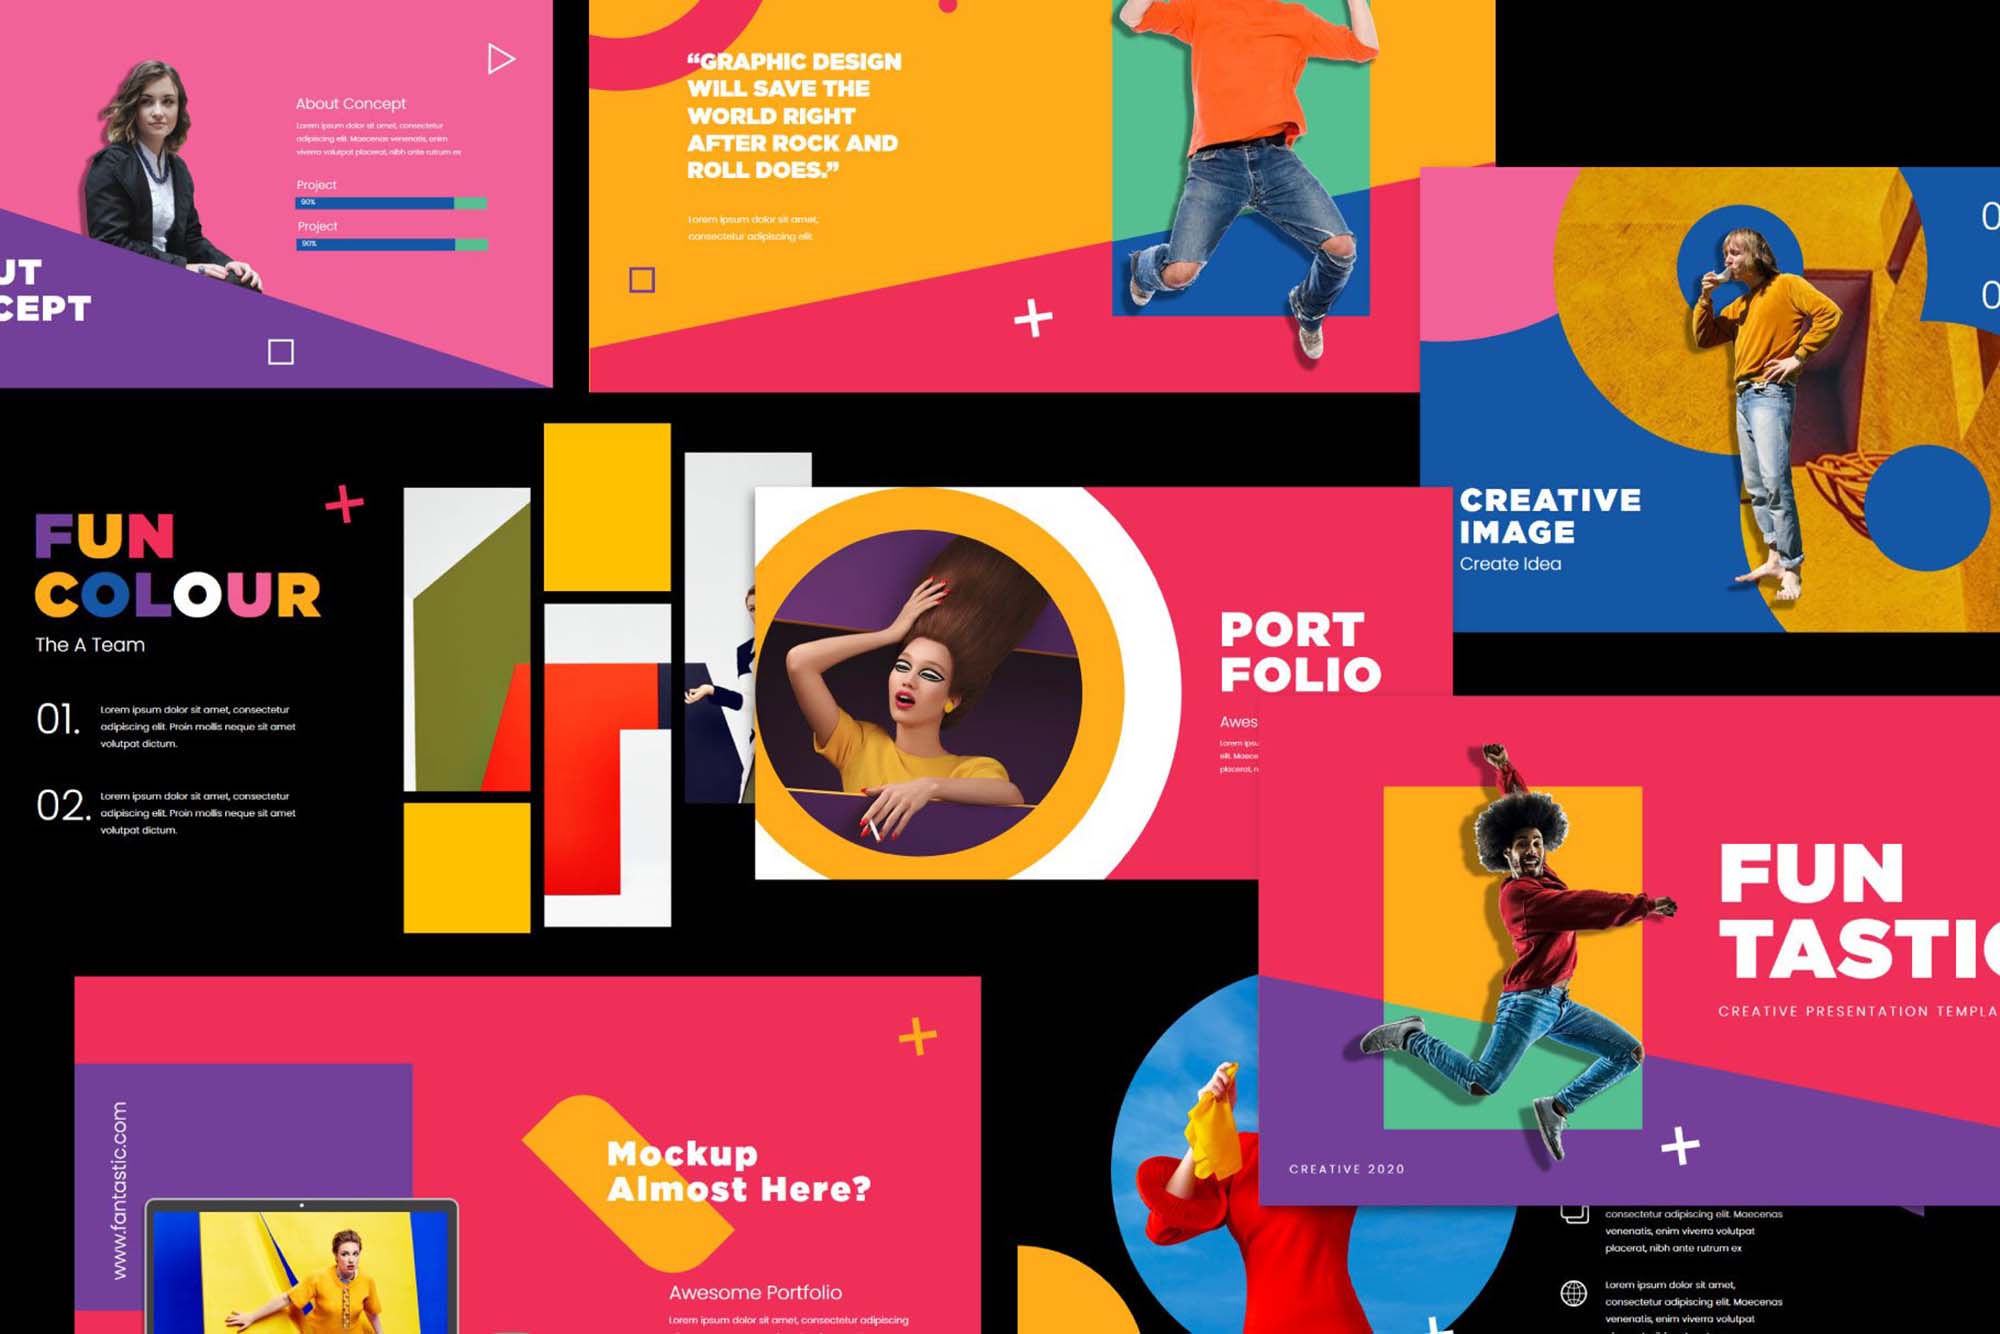 About Concept
Lorem ipsum dolor sit amet, consectetur
adipiscing elit. Maecenas venenatis, enim
viverra volutpat placerat, nibh ante rutrum ex
Project
90%
Project
90%
UT
CEPT
“GRAPHIC DESIGN
WILL SAVE THE
WORLD RIGHT
AFTER ROCK AND
ROLL DOES.”
Lorem ipsum dolor sit amet,
consectetur adipiscing elit.
0
0
CREATIVE
IMAGE
Create Idea
FUN
COLOUR
The A Team
01.
Lorem ipsum dolor sit amet, consectetur
adipiscing elit. Proin mollis neque sit amet
volutpat dictum.
02.
Lorem ipsum dolor sit amet, consectetur
adipiscing elit. Proin mollis neque sit amet
volutpat dictum.
PORT
FOLIO
Awes
Lorem ipsu
elit. Maece
placerat, n
FUN
TASTIC
CREATIVE PRESENTATION TEMPLA
CREATIVE 2020
www.fantastic.com
Mockup
Almost Here?
Awesome Portfolio
Lorem ipsum dolor sit amet, consectetur adipiscing
consectetur adipiscing elit. Maecenas
venenatis, enim viverra volutpat
placerat, nibh ante rutrum ex
Lorem ipsum dolor sit amet,
consectetur adipiscing elit. Maecenas
venenatis, enim viverra volutpat